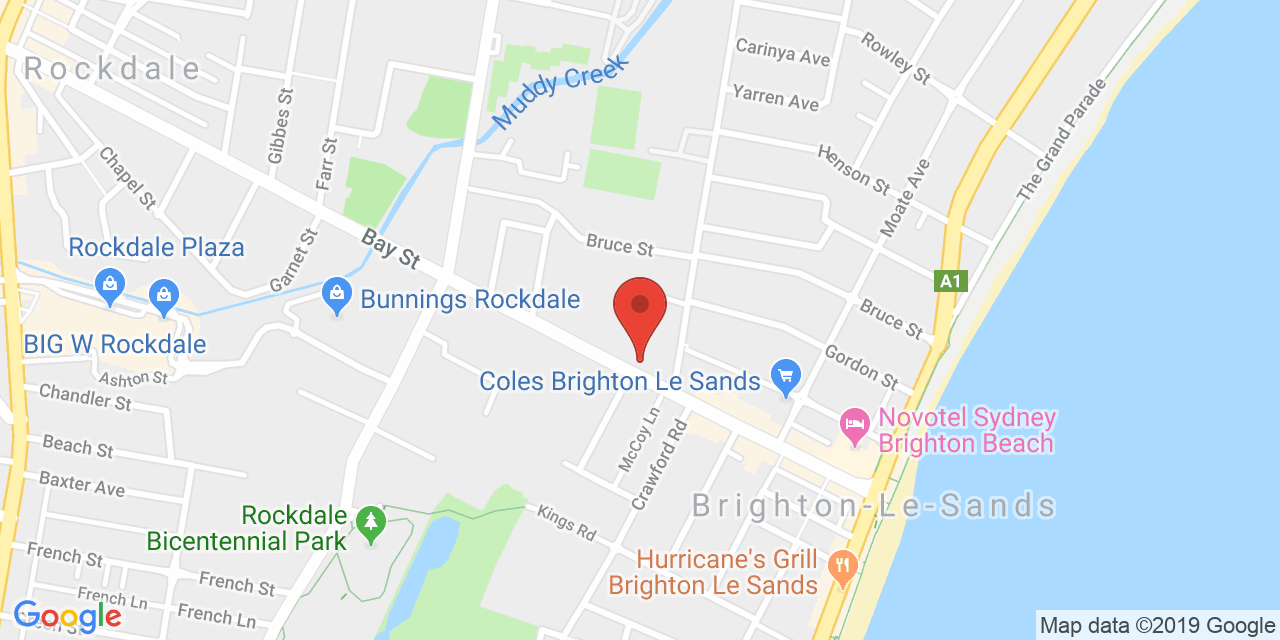 Carinya Ave
Rowley St
Rockdale
Muddy Creek
Yarren Ave
The Grand Parade
Gibbes St
Farr St
Chapel St
Henson St
Moate Ave
Bay St
Bruce St
Rockdale Plaza
Garnet St
A1
Bunnings Rockdale
Bruce St
BIG W Rockdale
Gordon St
Ashton St
Coles Brighton Le Sands
Chandler St
Novotel Sydney
Brighton Beach
McCoy Ln
Crawford Rd
Beach St
Baxter Ave
Brighton-Le-Sands
Rockdale
Bicentennial Park
Kings Rd
French St
Hurricane's Grill
Brighton Le Sands
French St
French Ln
French Ln
Green St
Google
Map data ©2019 Google